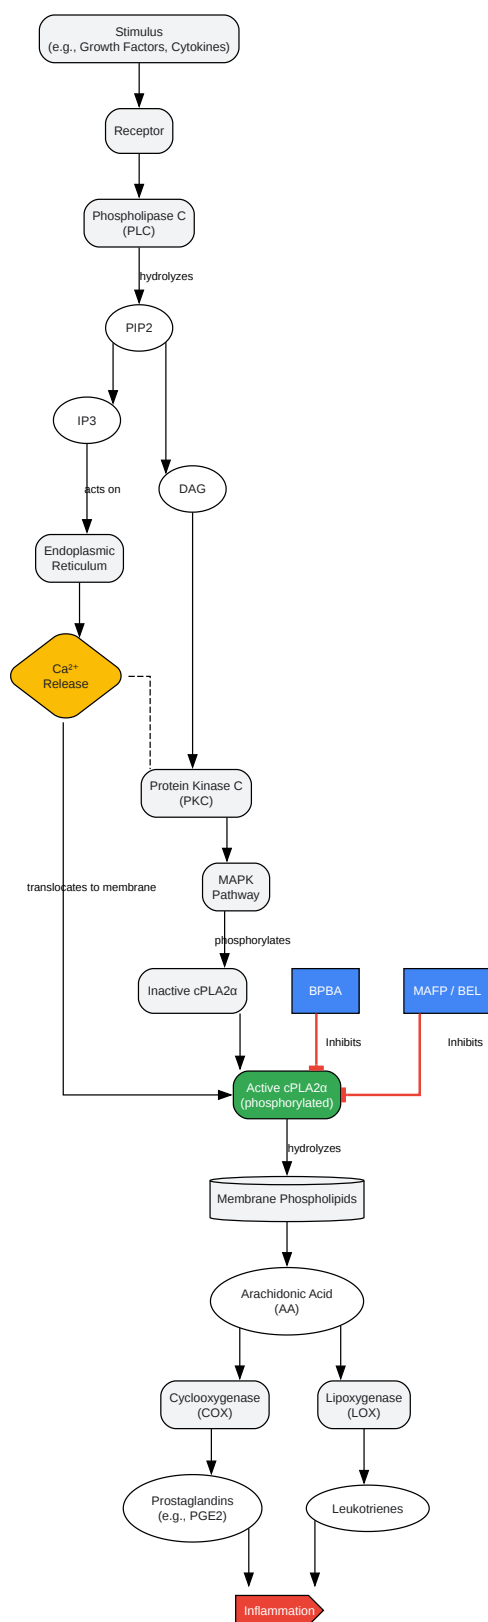 Stimulus
(e.g., Growth Factors, Cytokines)
Receptor
Phospholipase C
(PLC)
hydrolyzes
PIP2
IP3
acts on
DAG
Endoplasmic
Reticulum
Ca²⁺
Release
Protein Kinase C
(PKC)
MAPK
Pathway
translocates to membrane
phosphorylates
Inactive cPLA2α
BPBA
MAFP / BEL
Inhibits
Inhibits
Active cPLA2α
(phosphorylated)
hydrolyzes
Membrane Phospholipids
Arachidonic Acid
(AA)
Cyclooxygenase
(COX)
Lipoxygenase
(LOX)
Prostaglandins
(e.g., PGE2)
Leukotrienes
Inflammation